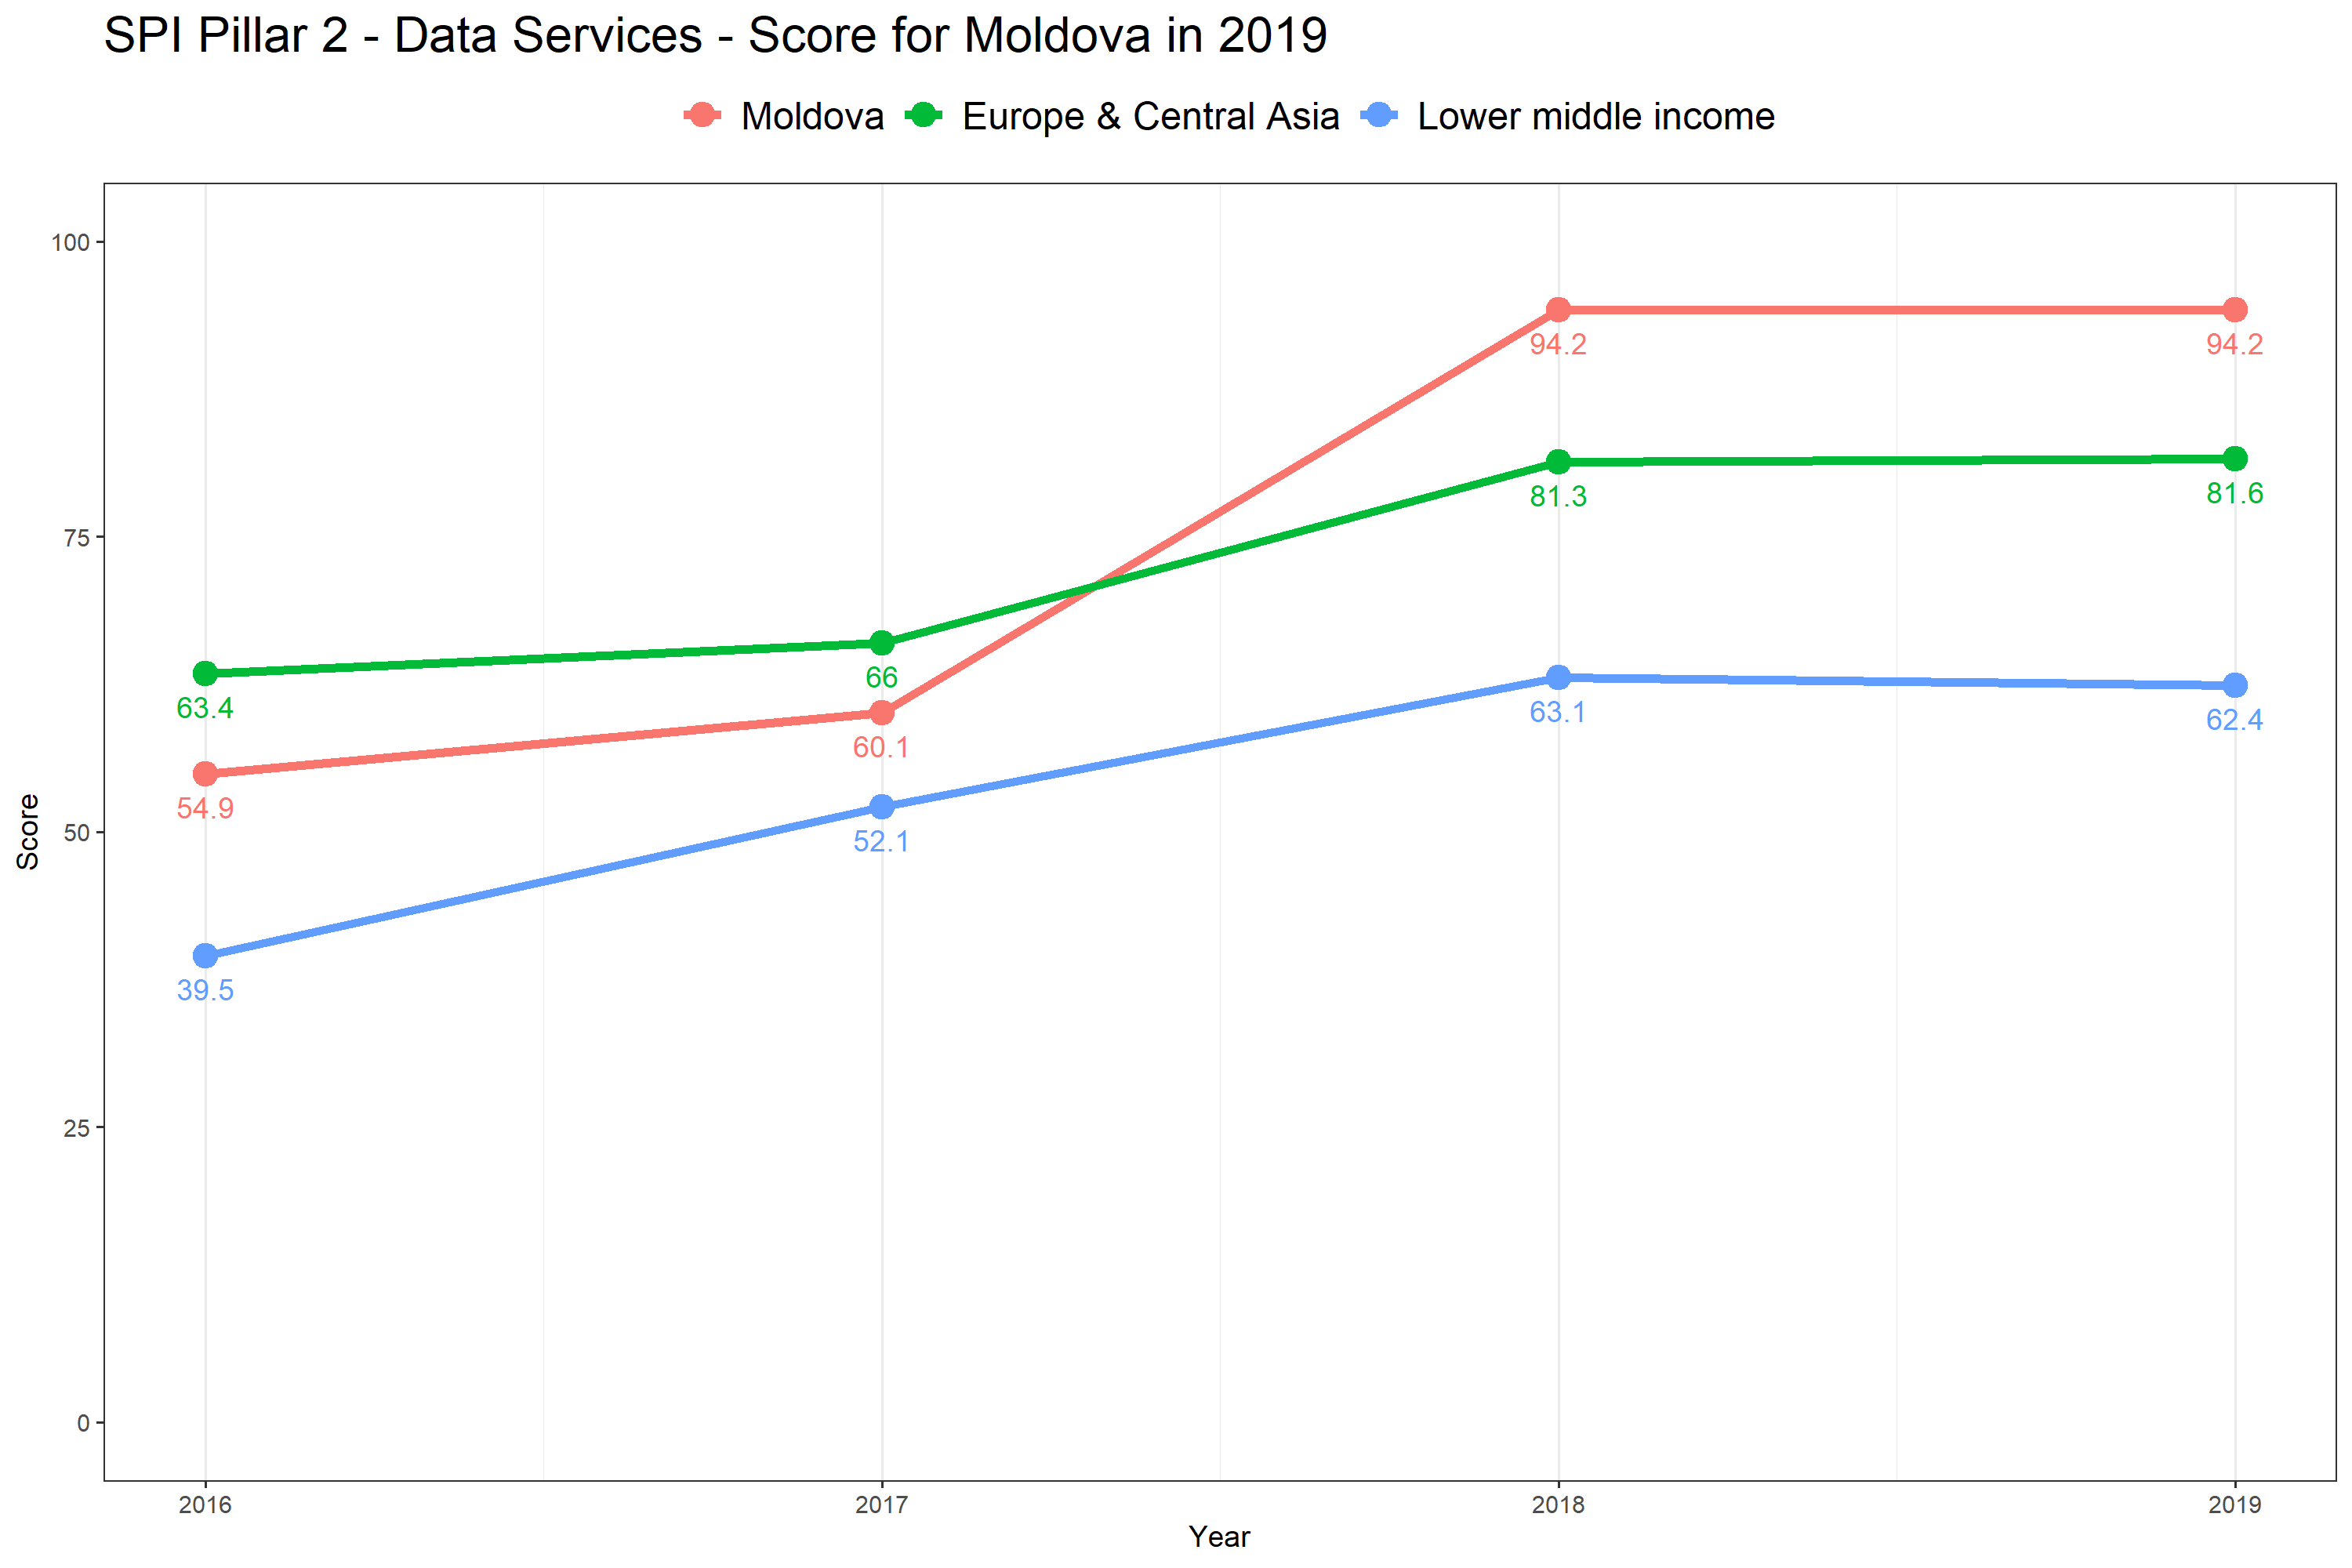 SPI Pillar 2 - Data Services - Score for Moldova in 2019
Moldova Europe & Central Asia Lower middle income
100
94.2 94.2
81.3 81.6
75
66
63.4
63.1 62.4
60.1
54.9
50
52.1
39.5
25
0
Score
2016 2017 2018 2019
Year